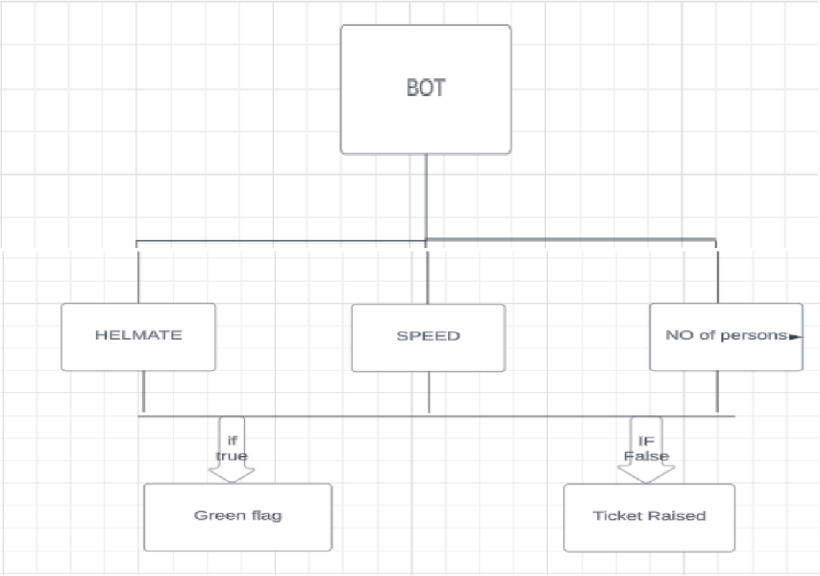 BOT
HELMATE
SPEED
NO of persons
if
true
IF
False
Green flag
Ticket Raised